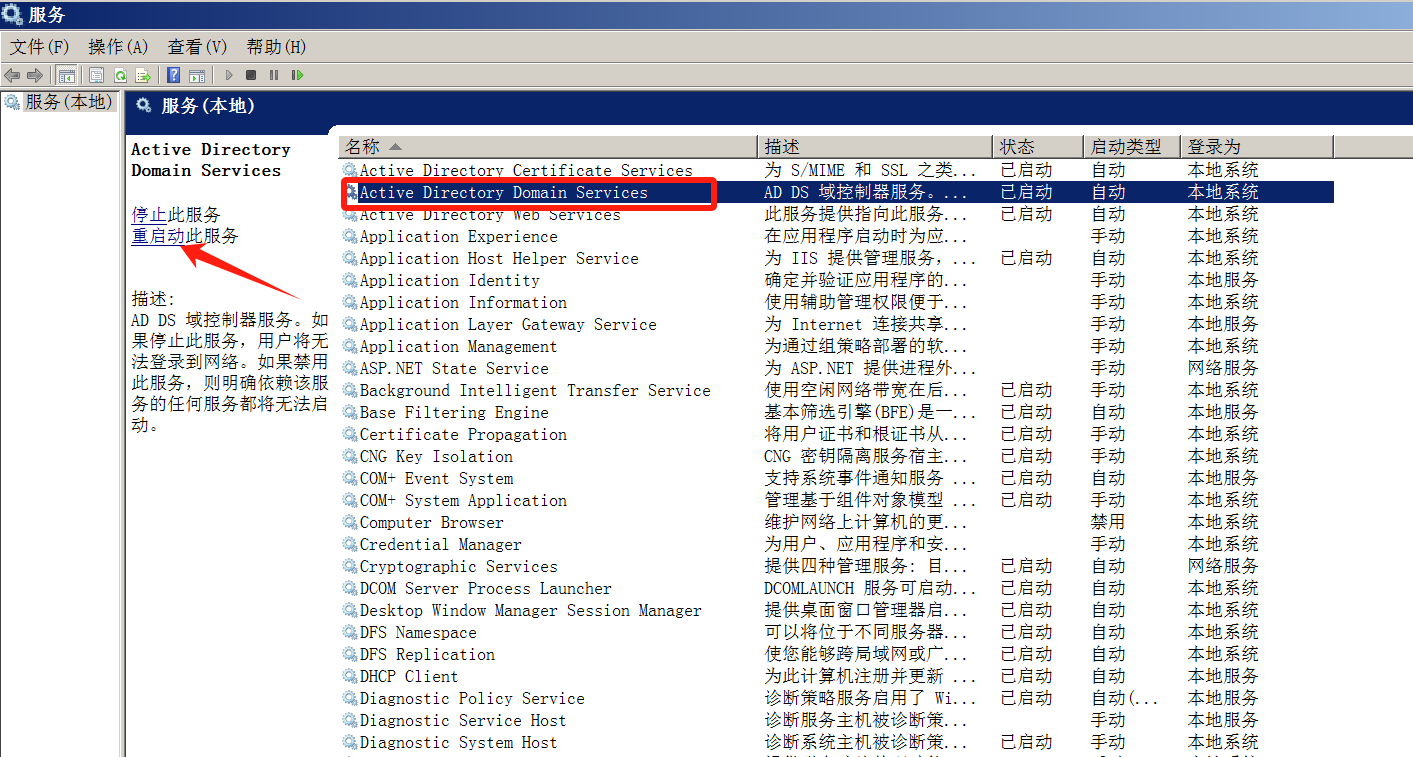 服务
文件(F) 操作(A) 查看(V) 帮助(H)
服务(本地)
服务(本地)
Active Directory
Domain Services
停止此服务
重启动此服务
描述:
AD DS 域控制器服务。如
果停止此服务，用户将无
法登录到网络。如果禁用
此服务，则明确依赖该服
务的任何服务都将无法启
动。
名称 描述 状态 启动类型 登录为
Active Directory Certificate Services 为 S/MIME 和 SSL 之类... 已启动 自动 本地系统
Active Directory Domain Services AD DS 域控制器服务。... 已启动 自动 本地系统
Active Directory Web Services 此服务提供指向此服务... 已启动 自动 本地系统
Application Experience 在应用程序启动时为应... 手动 本地系统
Application Host Helper Service 为 IIS 提供管理服务，... 已启动 自动 本地系统
Application Identity 确定并验证应用程序的... 手动 本地服务
Application Information 使用辅助管理权限便于... 手动 本地系统
Application Layer Gateway Service 为 Internet 连接共享... 手动 本地服务
Application Management 为通过组策略部署的软... 手动 本地系统
ASP.NET State Service 为 ASP.NET 提供进程外... 手动 网络服务
Background Intelligent Transfer Service 使用空闲网络带宽在后... 已启动 手动 本地系统
Base Filtering Engine 基本筛选引擎(BFE)是一... 已启动 自动 本地服务
Certificate Propagation 将用户证书和根证书从... 已启动 手动 本地系统
CNG Key Isolation CNG 密钥隔离服务宿主... 已启动 手动 本地系统
COM+ Event System 支持系统事件通知服务 ... 已启动 自动 本地服务
COM+ System Application 管理基于组件对象模型 ... 已启动 手动 本地系统
Computer Browser 维护网络上计算机的更... 禁用 本地系统
Credential Manager 为用户、应用程序和安... 手动 本地系统
Cryptographic Services 提供四种管理服务: 目... 已启动 自动 网络服务
DCOM Server Process Launcher DCOMLAUNCH 服务可启动... 已启动 自动 本地系统
Desktop Window Manager Session Manager 提供桌面窗口管理器启... 已启动 自动 本地系统
DFS Namespace 可以将位于不同服务器... 已启动 自动 本地系统
DFS Replication 使您能够跨局域网或广... 已启动 自动 本地系统
DHCP Client 为此计算机注册并更新 ... 已启动 自动 本地服务
Diagnostic Policy Service 诊断策略服务启用了 Wi... 已启动 自动(... 本地服务
Diagnostic Service Host 诊断服务主机被诊断策... 手动 本地服务
Diagnostic System Host 诊断系统主机被诊断策... 已启动 手动 本地系统